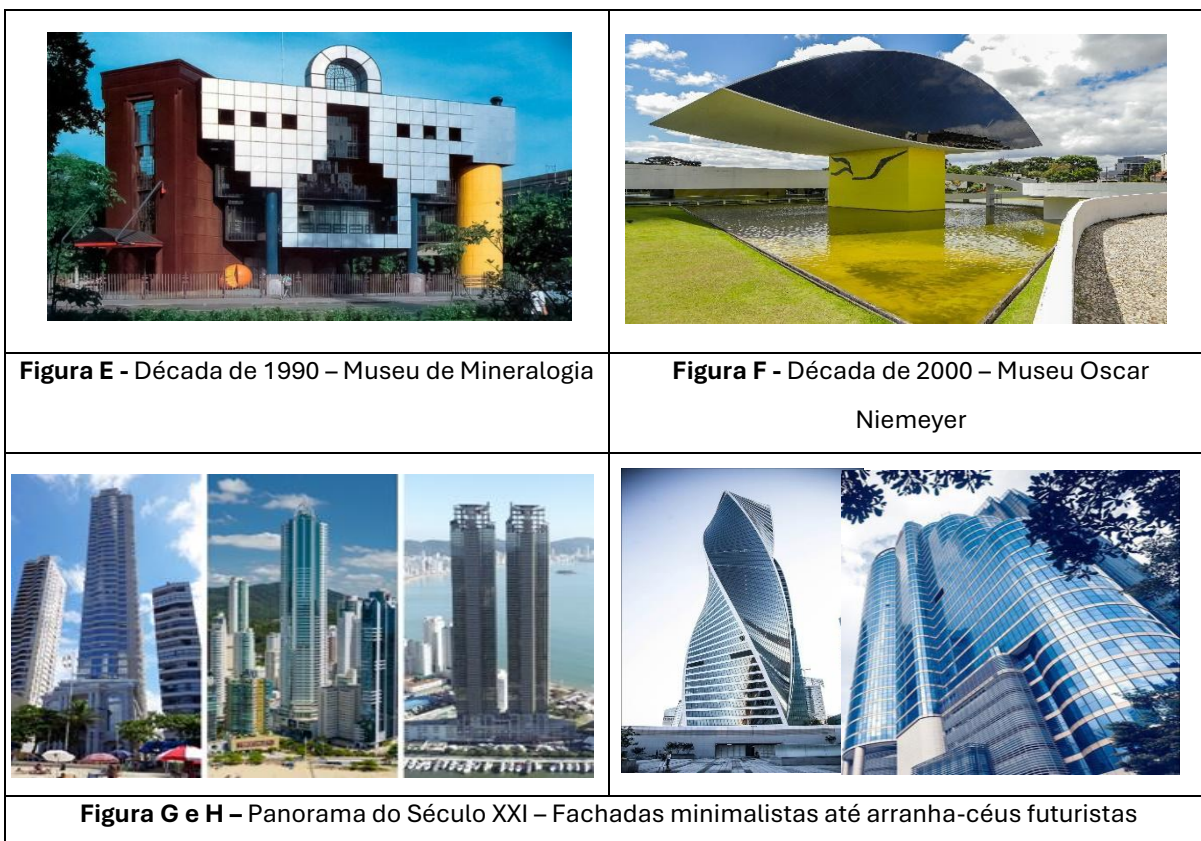 Figura E - Década de 1990 – Museu de Mineralogia
Figura F - Década de 2000 – Museu Oscar
Niemeyer
Figura G e H – Panorama do Século XXI – Fachadas minimalistas até arranha-céus futuristas